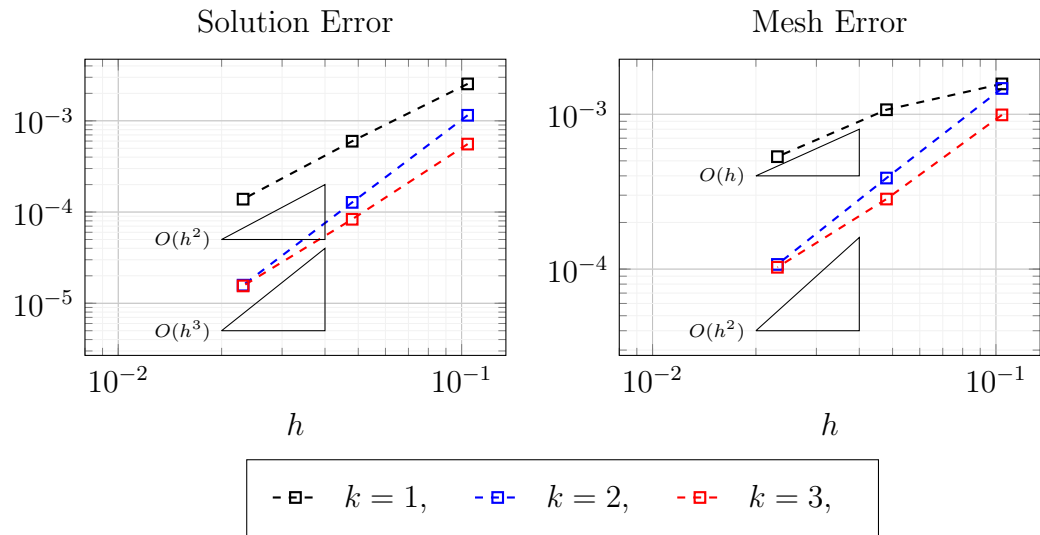 Solution Error
Mesh Error
10^{-3}
10^{-4}
10^{-5}
O(h^2)
O(h^3)
10^{-2}
10^{-1}
h
10^{-3}
10^{-4}
O(h)
O(h^2)
10^{-2}
10^{-1}
h
k = 1, k = 2, k = 3,